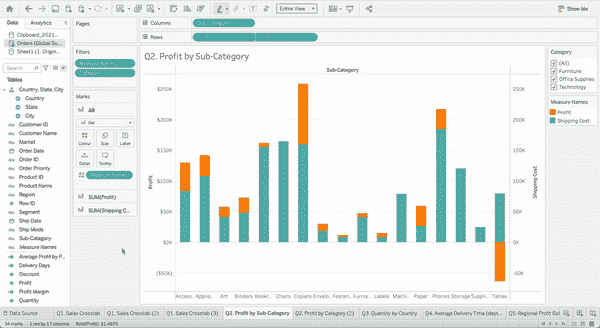 Show Me
Data
Analytics
Pages
Columns
Rows
Entire View
Clipboard_2021...
Orders (Global Su...
Sheet1 (1. Origin...
Search
Tables
Country, State, City
Country
State
City
Customer ID
Customer Name
Market
Order Date
Order ID
Order Priority
Product ID
Product Name
Region
Row ID
Segment
Ship Date
Ship Mode
Sub-Category
Measure Names
Average Profit by P...
Delivery Days
Discount
Profit
Profit Margin
Quantity
Filters
Measure Names
Marks
All
Bar
Colour
Size
Label
Detail
Tooltip
Measure Names
SUM(Profit)
SUM(Shipping C...
Q2. Profit by Sub-Category
Sub-Category
$250K
$200K
$150K
$100K
$50K
$0K
($50K)
Profit
250K
$200K
$150K
$100K
$50K
$0K
-$0K
Shipping Cost
Access.. Applia.. Art Binders Bookc.. Chairs Copiers Envelo.. Fasten.. Furnis.. Labels Machi.. Paper Phones Storage Suppli.. Tables
Category
(All)
Furniture
Office Supplies
Technology
Measure Names
Profit
Shipping Cost
Data Source
Q1. Sales Crosstab
Q1. Sales Crosstab (2)
Q1. Sales Crosstab (3)
Q2. Profit by Sub-Category
Q2. Profit by Category (2)
Q3. Quantity by Country
Q4. Average Delivery Time (days)
Q5. Regional Profit Rat
34 marks
1 row by 17 columns